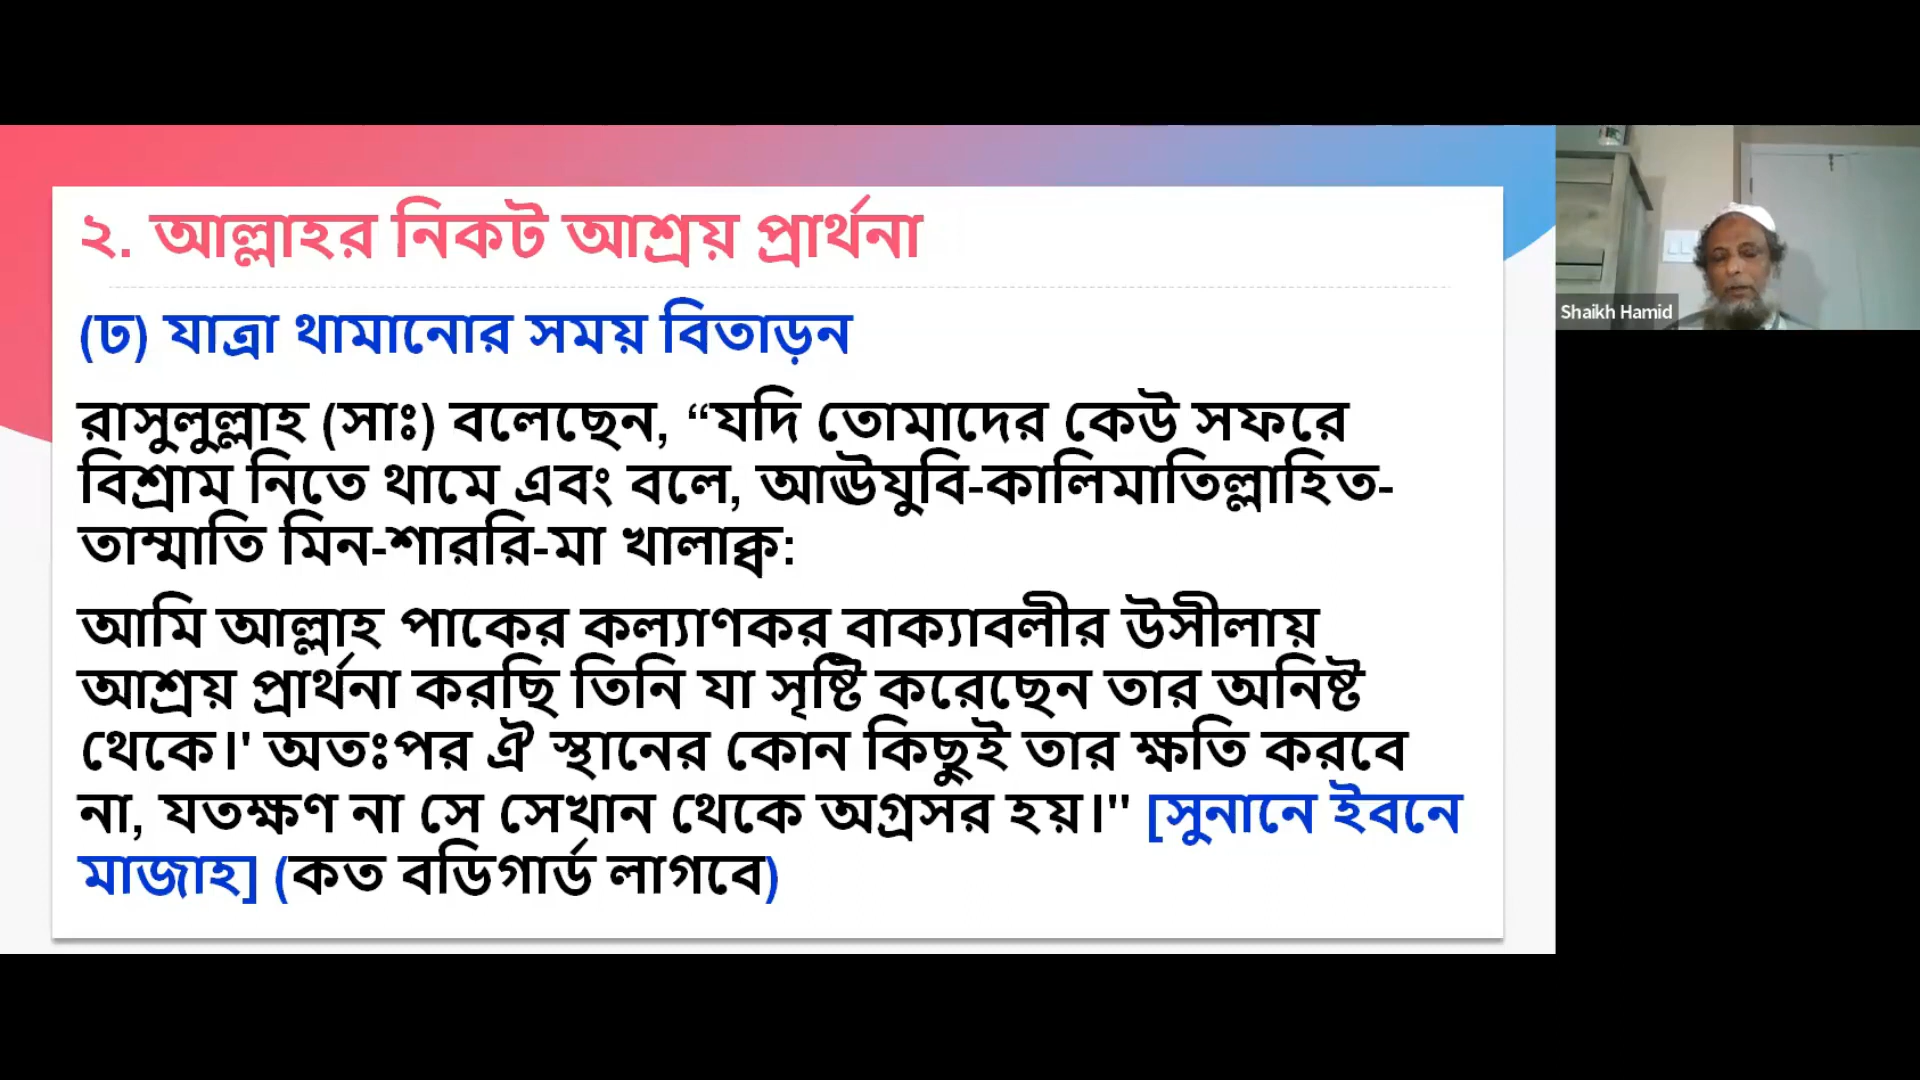 ২. আল্লাহর নিকট আশ্রয় প্রার্থনা
(ঢ) যাত্রা থামানোর সময় বিতাড়ন
রাসুলুল্লাহ (সাঃ) বলেছেন, “যদি তোমাদের কেউ সফরে
বিশ্রাম নিতে থামে এবং বলে, আঊযুবি-কালিমাতিল্লাহিত-
তাম্মাতি মিন-শাররি-মা খালাক্ব:
আমি আল্লাহ পাকের কল্যাণকর বাক্যাবলীর উসীলায়
আশ্রয় প্রার্থনা করছি তিনি যা সৃষ্টি করেছেন তার অনিষ্ট
থেকে।' অতঃপর ঐ স্থানের কোন কিছুই তার ক্ষতি করবে
না, যতক্ষণ না সে সেখান থেকে অগ্রসর হয়।" [সুনানে ইবনে
মাজাহ] (কত বডিগার্ড লাগবে)
Shaikh Hamid